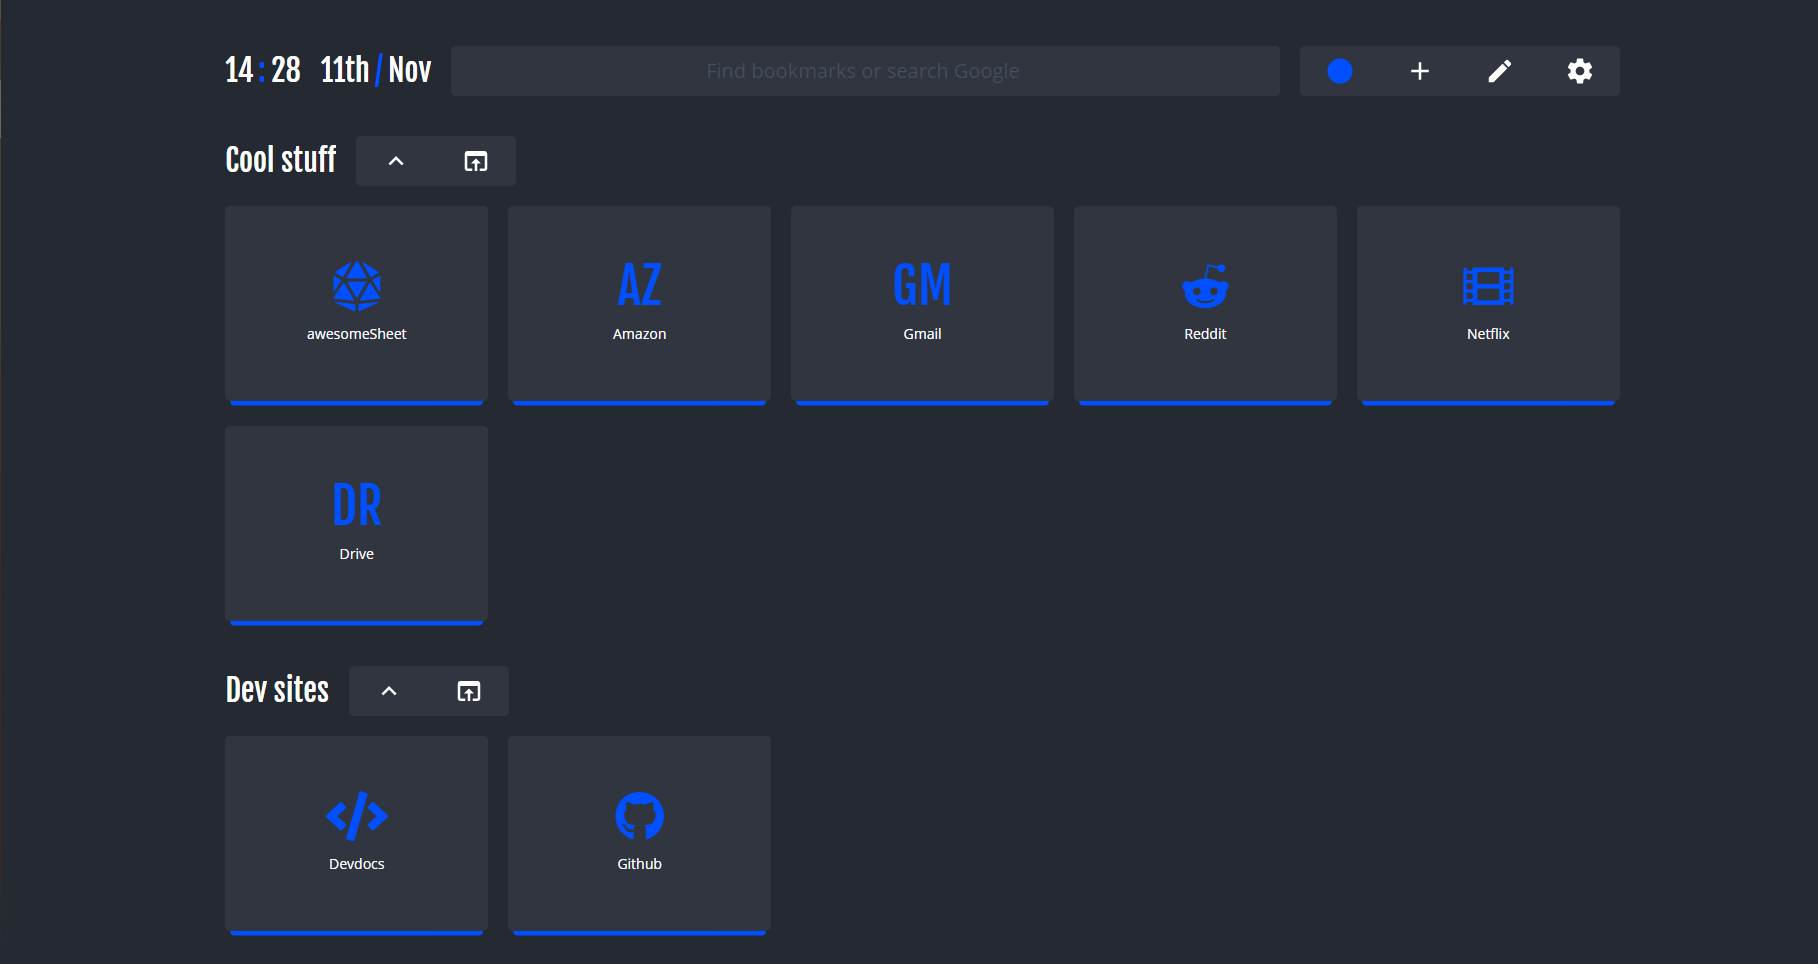 14:28 11th/Nov Find bookmarks or search Google
Cool stuff
AZ GM
awesomeSheet Amazon Gmail Reddit Netflix
DR
Drive
Dev sites
Devdocs Github